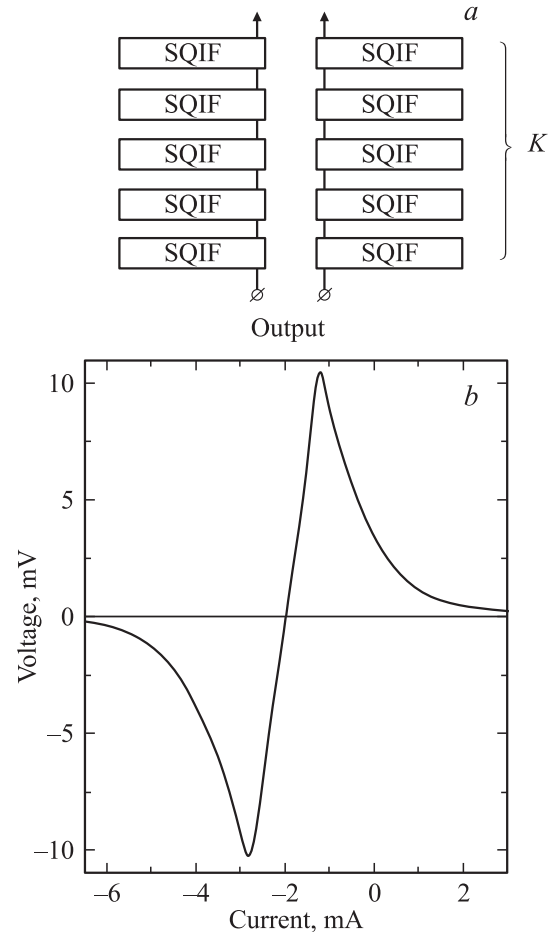 a
SQIF SQIF
SQIF SQIF
SQIF SQIF
K
SQIF SQIF
SQIF SQIF
Output
b
10
5
0
–5
–10
Voltage, mV
–6 –4 –2 0 2
Current, mA